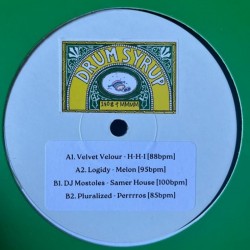 DRUM SYRUP
A1. Velvet Velour - H-H-I [88bpm]
A2. Logidy - Melon [95bpm]
B1. DJ Mostoles - Samer House [100bpm]
B2. Pluralized - Perrrros [85bpm]